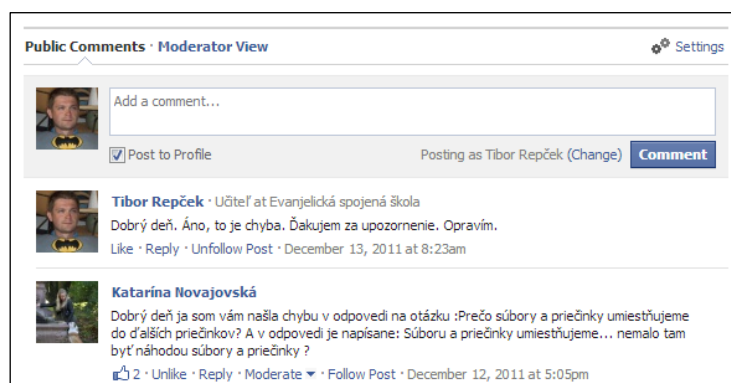 Public Comments · Moderator View
Settings
Add a comment...
Post to Profile
Posting as Tibor Repček (Change)
Comment
Tibor Repček · Učiteľ at Evanjelická spojená škola
Dobrý deň. Áno, to je chyba. Ďakujem za upozornenie. Opravím.
Like · Reply · Unfollow Post · December 13, 2011 at 8:23am
Katarína Novajovská
Dobrý deň ja som vám našla chybu v odpovedi na otázku :Prečo súbory a priečinky umiestňujeme
do ďalších priečinkov? A v odpovedi je napísane: Súboru a priečinky umiestňujeme... nemalo tam
byť náhodou súbory a priečinky ?
2 · Unlike · Reply · Moderate · Follow Post · December 12, 2011 at 5:05pm